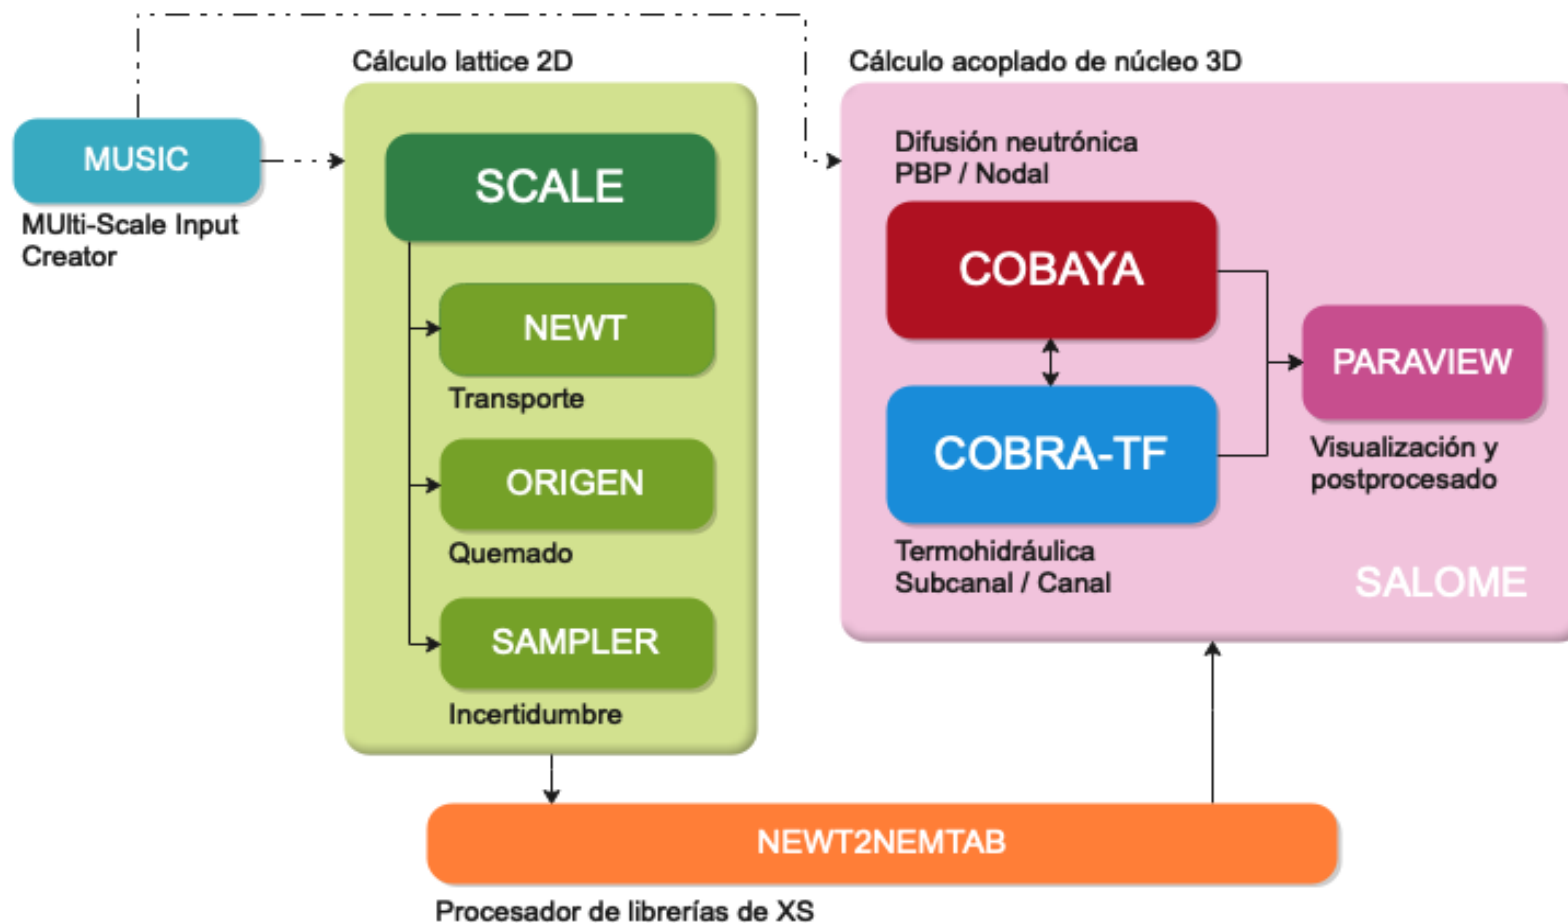 Cálculo lattice 2D
Cálculo acoplado de núcleo 3D
MUSIC
MUlti-Scale Input
Creator
SCALE
NEWT
Transporte
ORIGEN
Quemado
SAMPLER
Incertidumbre
Difusión neutrónica
PBP / Nodal
COBAYA
COBRA-TF
Termohidráulica
Subcanal / Canal
PARAVIEW
Visualización y
postprocesado
SALOME
NEWT2NEMTAB
Procesador de librerías de XS